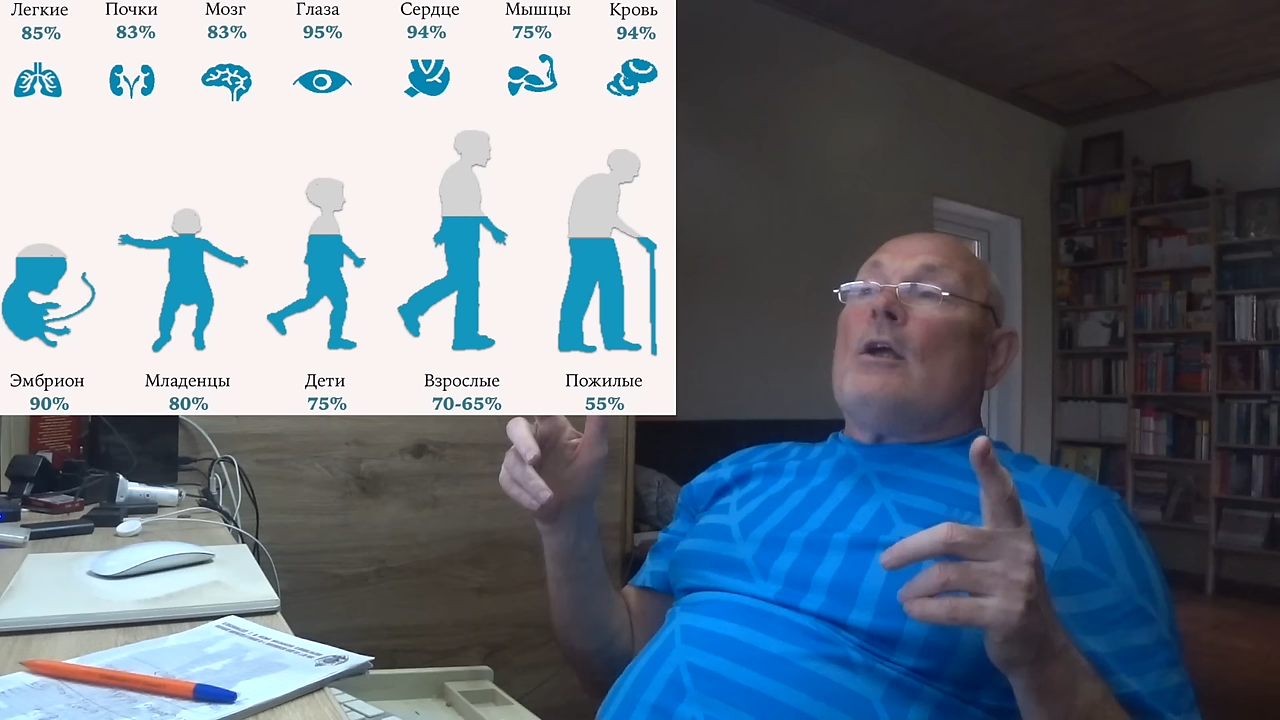 Легкие Почки Мозг Глаза Сердце Мышцы Кровь
85% 83% 83% 95% 94% 75% 94%
Эмбрион Младенцы Дети Взрослые Пожилые
90% 80% 75% 70-65% 55%